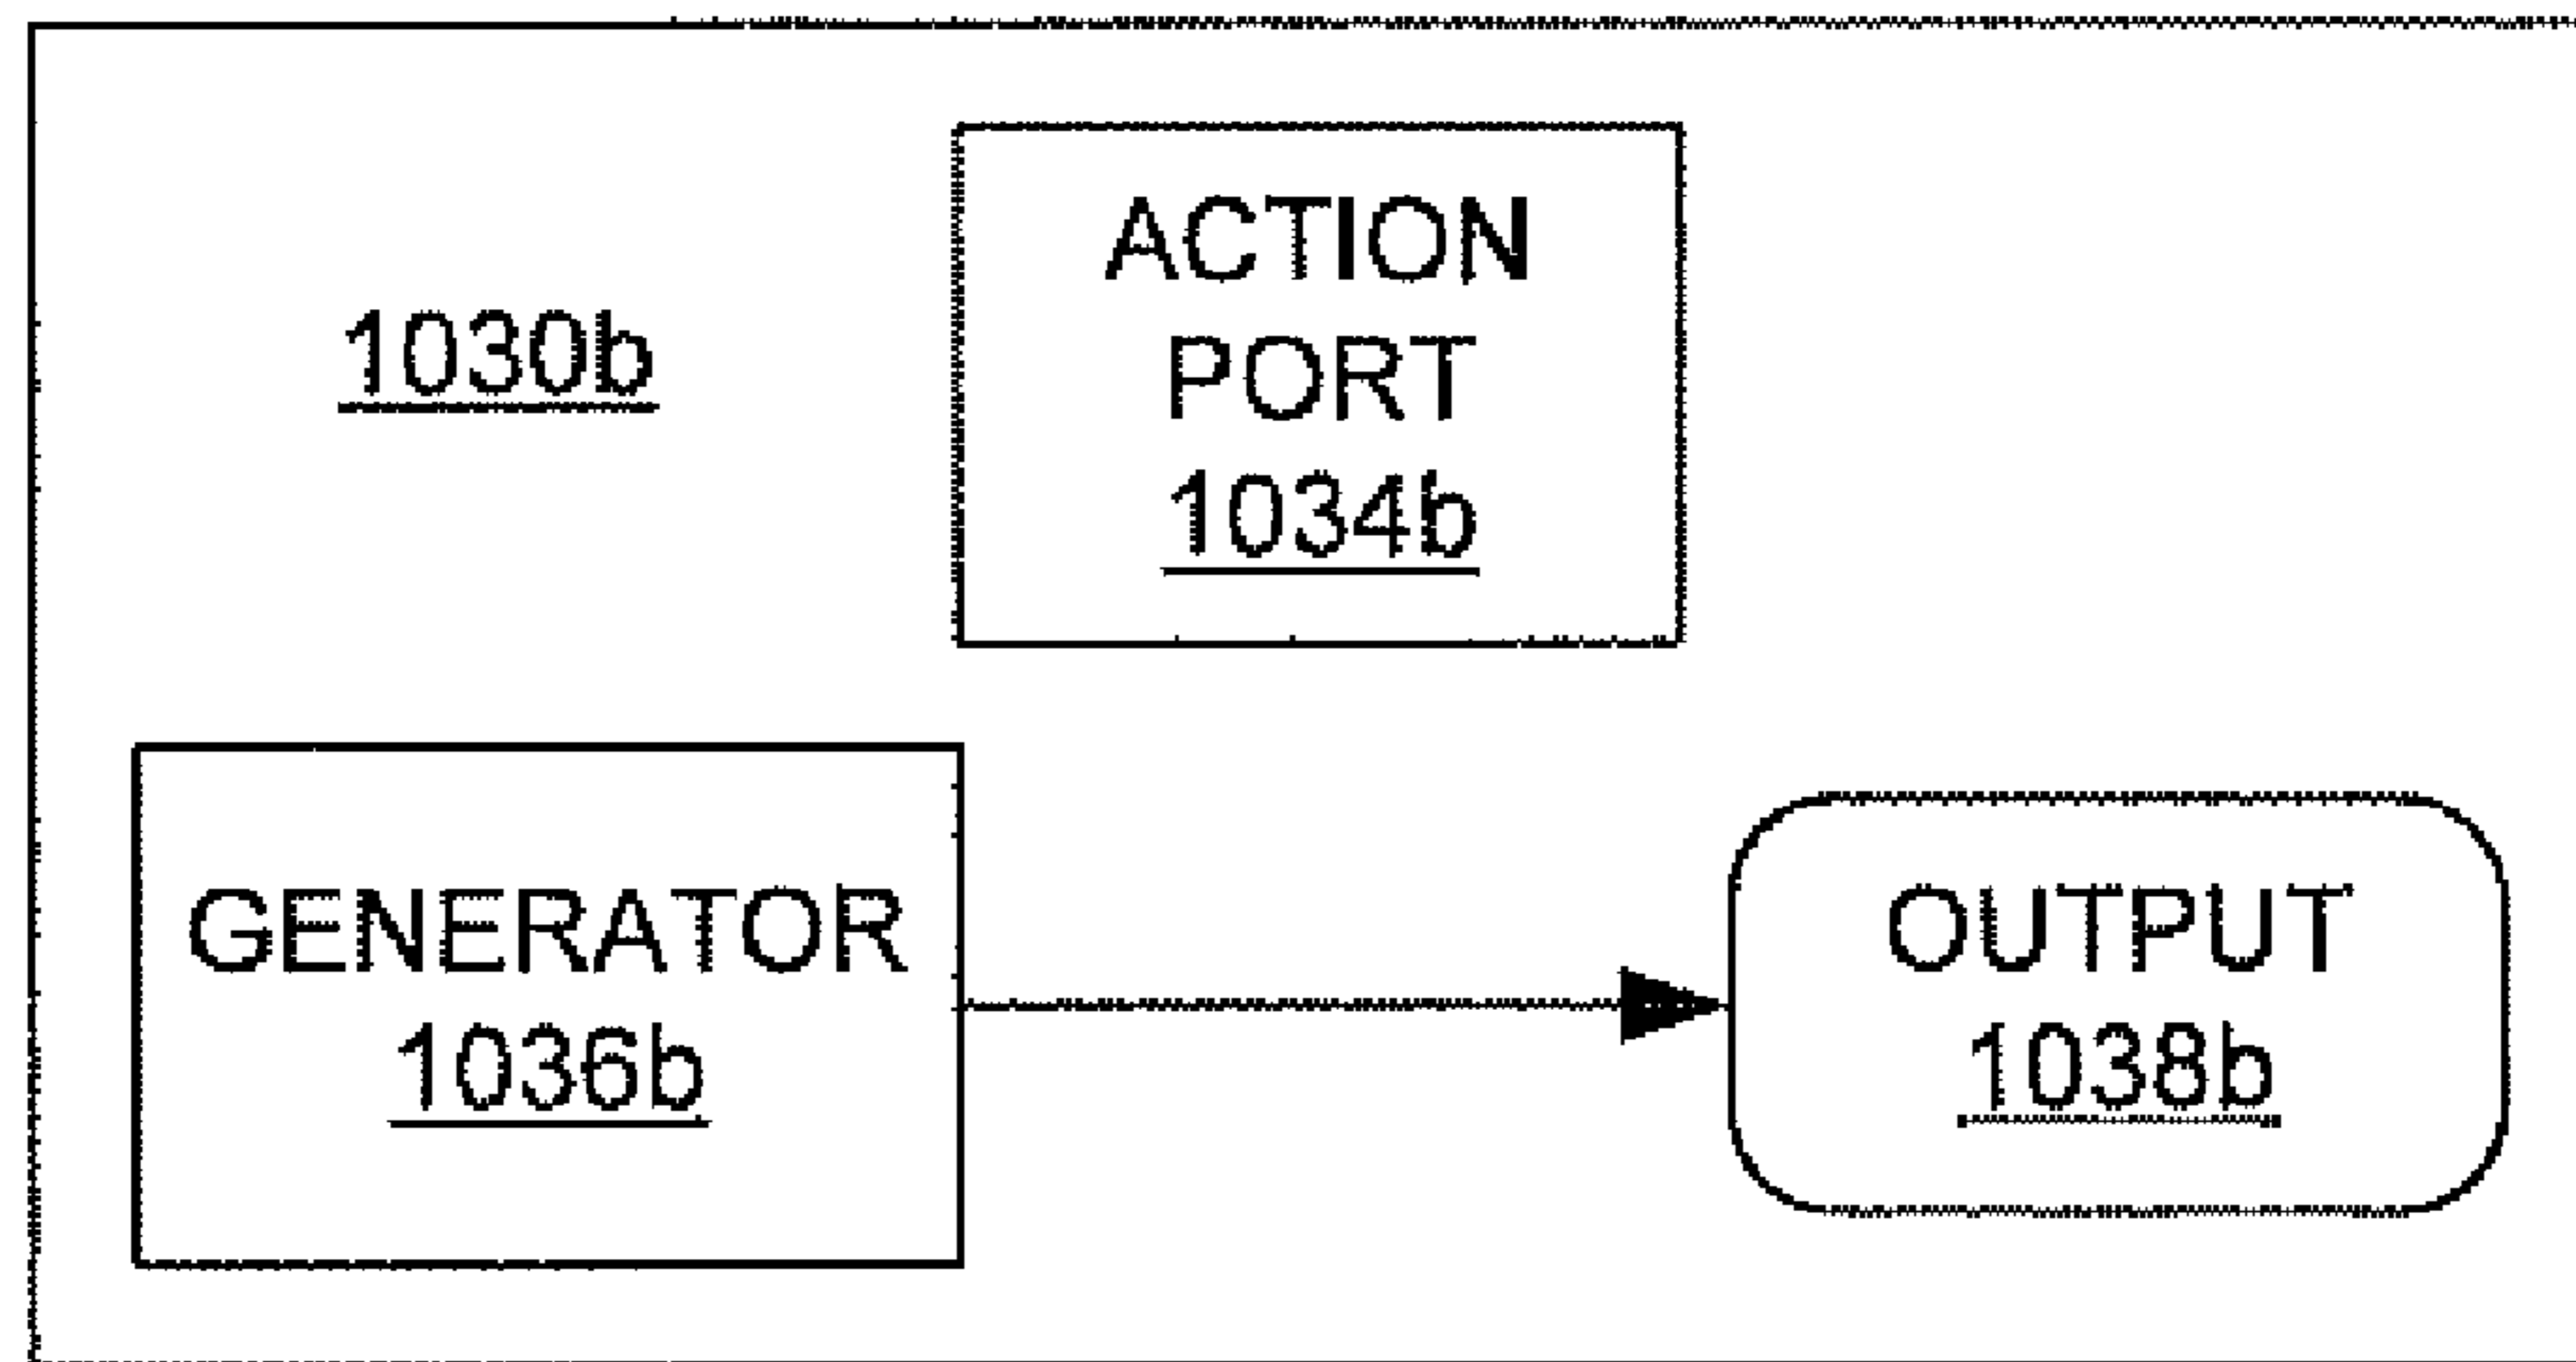 1030b
ACTION
PORT
1034b
GENERATOR
1036b
OUTPUT
1038b